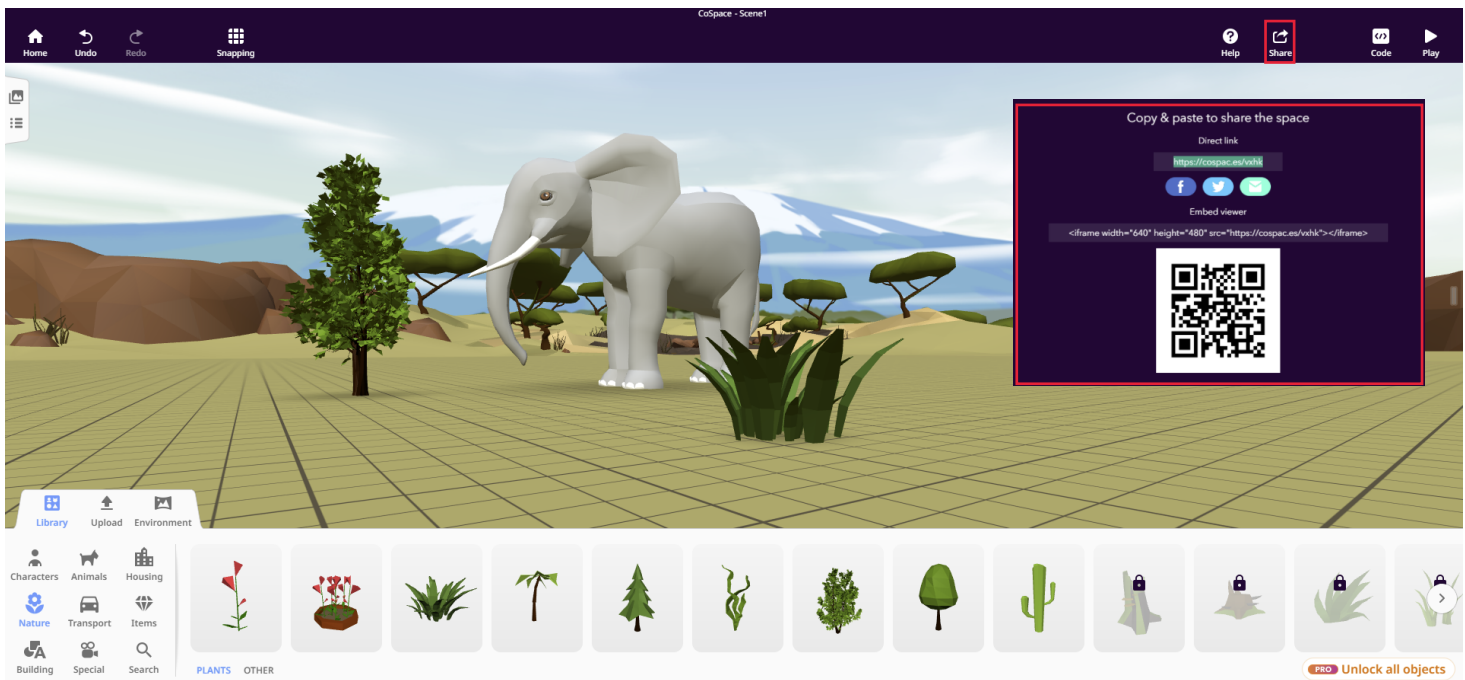 CoSpace - Scene1
Home Undo Redo Snapping Help Share Code Play
Copy & paste to share the space
Direct link
https://cospac.es/vxhk
Embed viewer
<iframe width="640" height="480" src="https://cospac.es/vxhk"></iframe>
Library Upload Environment
Characters Animals Housing
Nature Transport Items
Building Special Search
PLANTS OTHER
PRO Unlock all objects